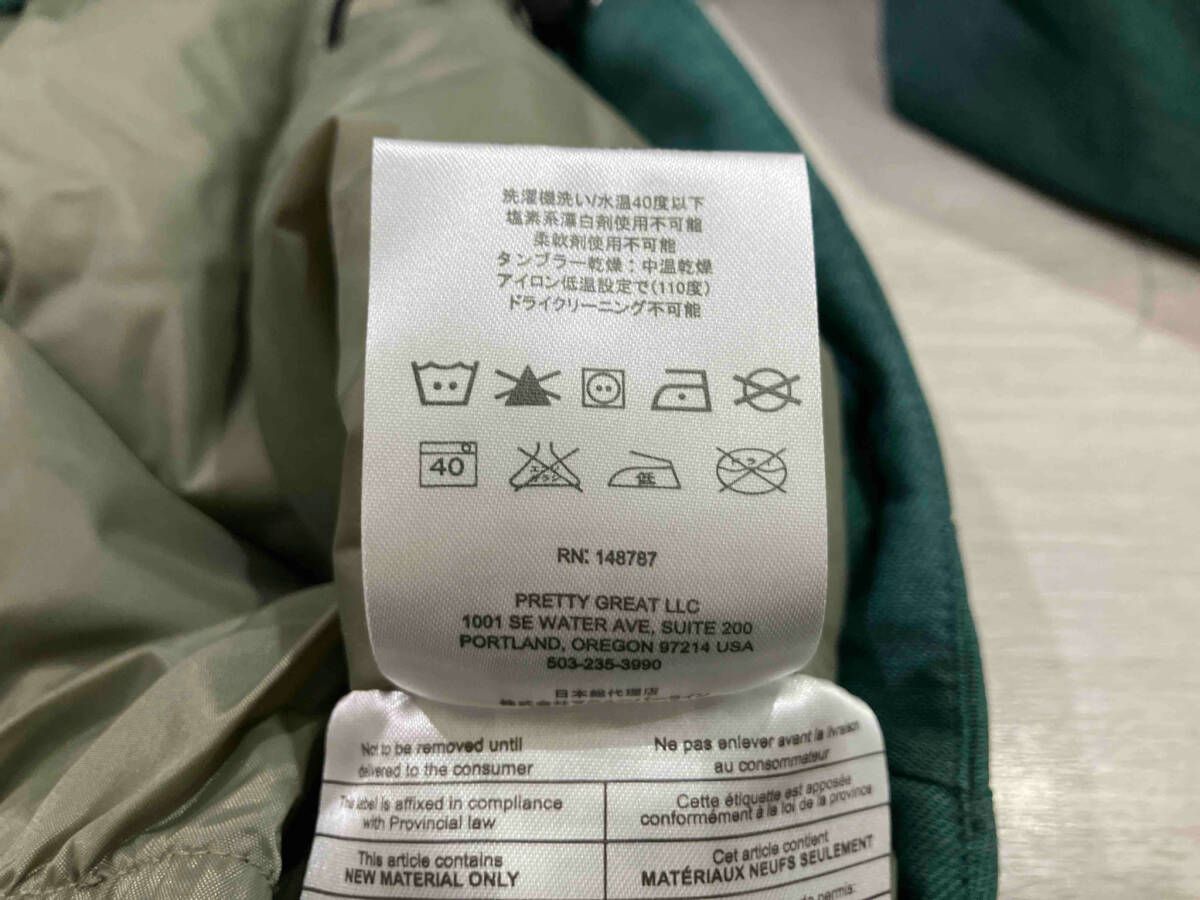 洗濯機洗い/水温40度以下
塩素系漂白剤使用不可能
柔軟剤使用不可能
タンブラー乾燥：中温乾燥
アイロン低温設定で(110度)
ドライクリーニング不可能
40
低
RN: 148787
PRETTY GREAT LLC
1001 SE WATER AVE, SUITE 200
PORTLAND, OREGON 97214 USA
503-235-3990
日本総代理店
Not to be removed until
delivered to the consumer
Ne pas enlever avant la livraison
au consommateur
This label is affixed in compliance
with Provincial law
Cette étiquette est apposée
conformément à la loi de la province
This article contains
NEW MATERIAL ONLY
Cet article contient
MATÉRIAUX NEUFS SEULEMENT
de permis: